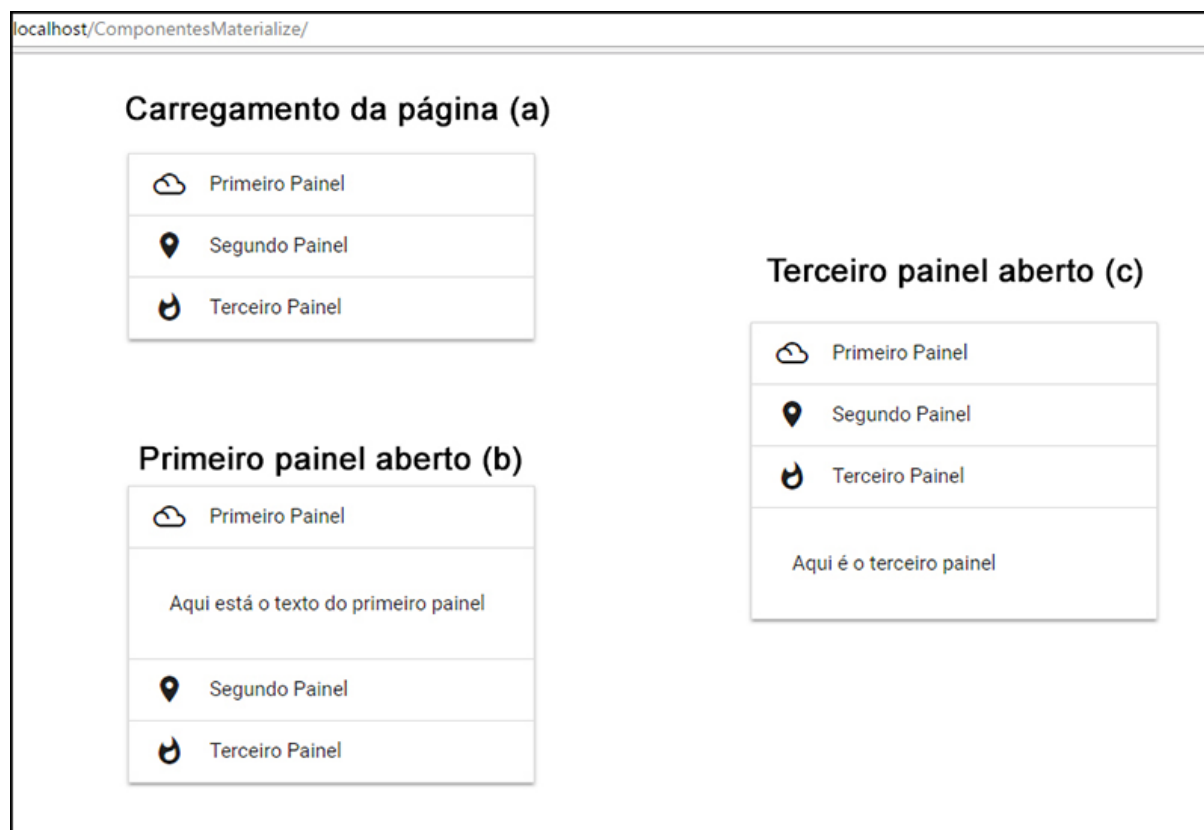 localhost/ComponentesMaterialize/
Carregamento da página (a)
Primeiro Painel
Segundo Painel
Terceiro Painel
Primeiro painel aberto (b)
Primeiro Painel
Aqui está o texto do primeiro painel
Segundo Painel
Terceiro Painel
Terceiro painel aberto (c)
Primeiro Painel
Segundo Painel
Terceiro Painel
Aqui é o terceiro painel